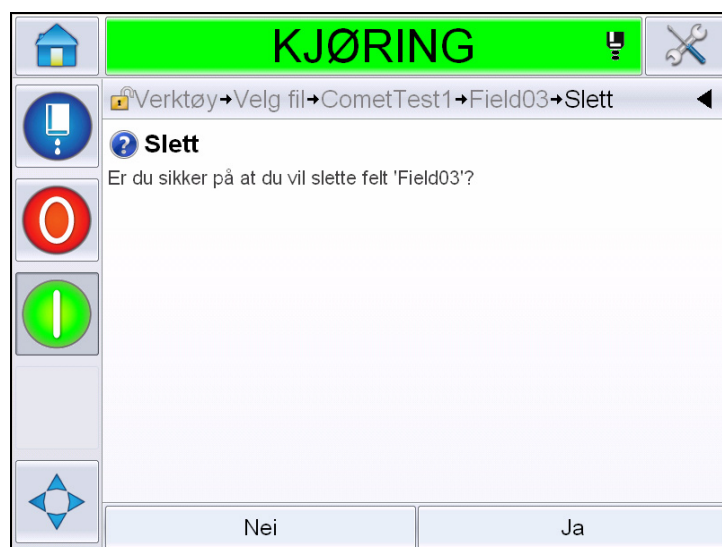 KJØRING
Verktøy→Velg fil→CometTest1→Field03→Slett
Slett
Er du sikker på at du vil slette felt 'Field03'?
Nei
Ja